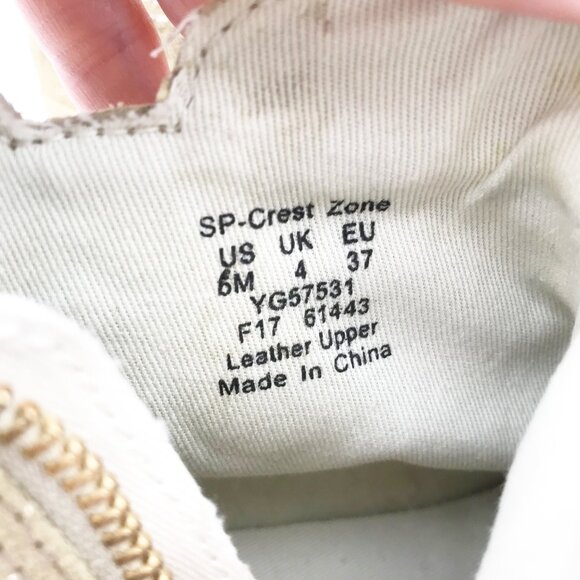 SP-Crest Zone
US UK EU
6M 4 37
YG57531
F17 61443
Leather Upper
Made In China